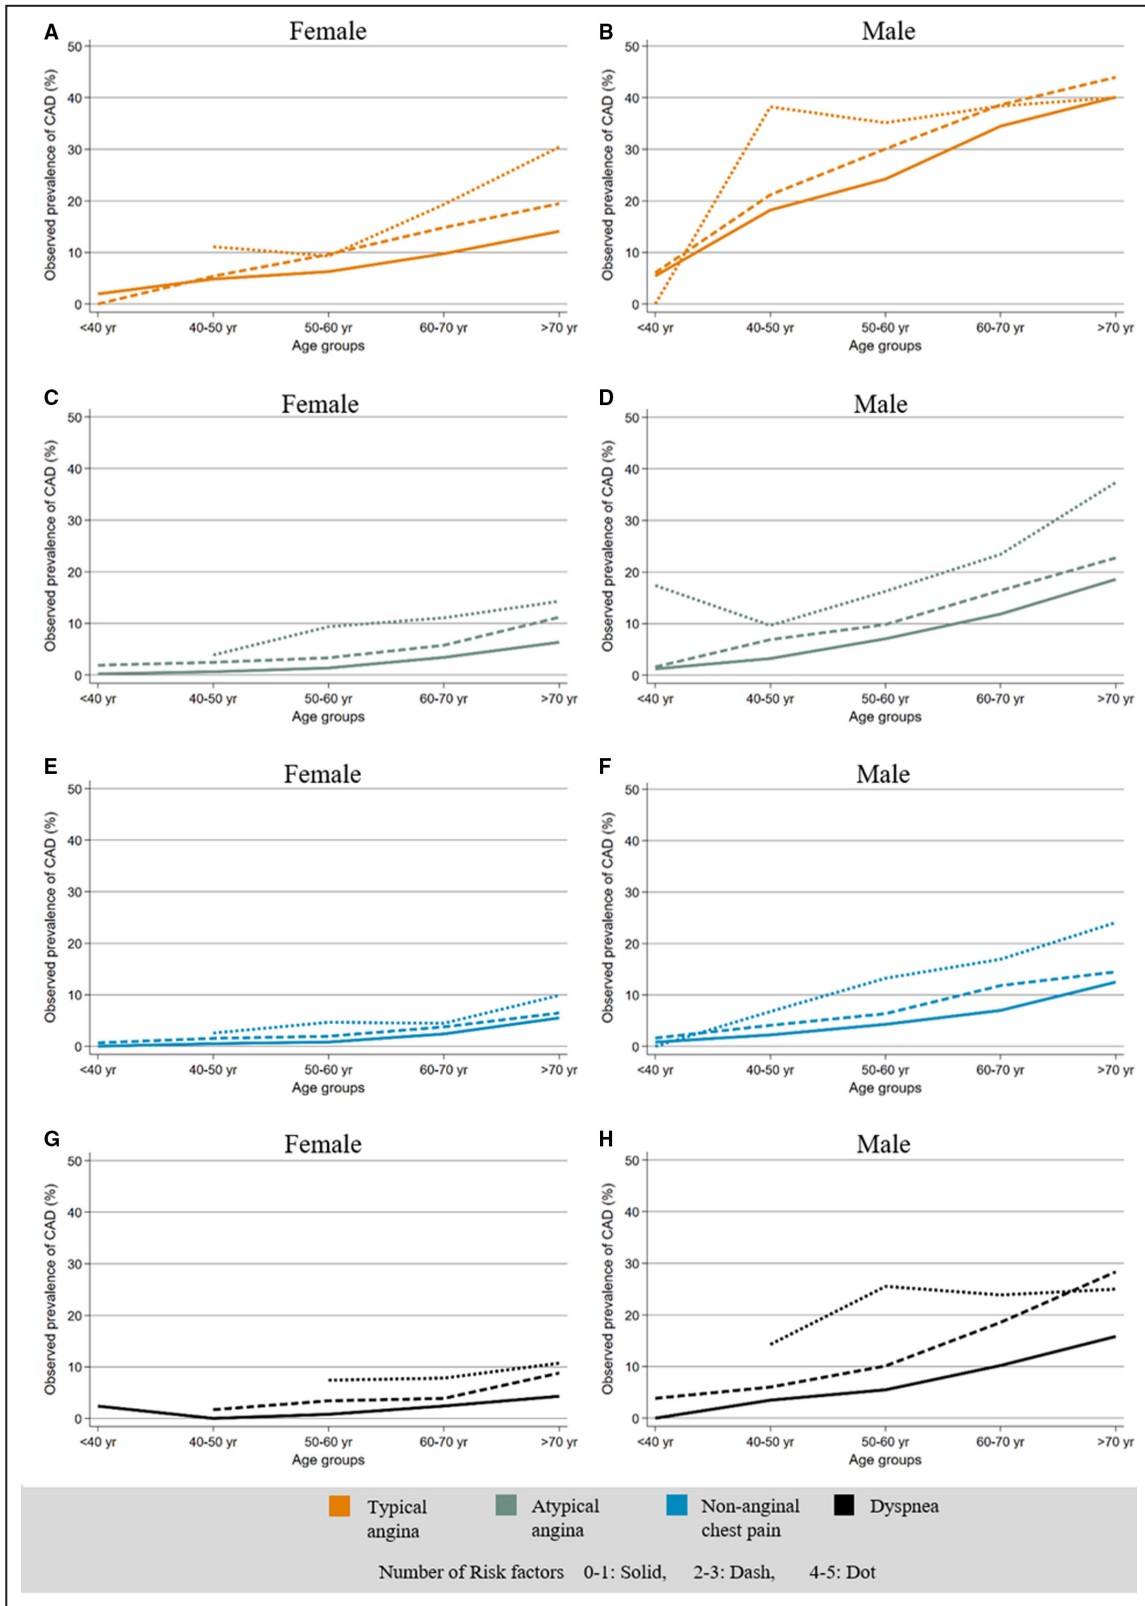 A
Female
50
40
30
20
10
0
Observed prevalence of CAD (%)
<40 yr 40-50 yr 50-60 yr 60-70 yr >70 yr
Age groups
B
Male
50
40
30
20
10
0
Observed prevalence of CAD (%)
<40 yr 40-50 yr 50-60 yr 60-70 yr >70 yr
Age groups
C
Female
50
40
30
20
10
0
Observed prevalence of CAD (%)
<40 yr 40-50 yr 50-60 yr 60-70 yr >70 yr
Age groups
D
Male
50
40
30
20
10
0
Observed prevalence of CAD (%)
<40 yr 40-50 yr 50-60 yr 60-70 yr >70 yr
Age groups
E
Female
50
40
30
20
10
0
Observed prevalence of CAD (%)
<40 yr 40-50 yr 50-60 yr 60-70 yr >70 yr
Age groups
F
Male
50
40
30
20
10
0
Observed prevalence of CAD (%)
<40 yr 40-50 yr 50-60 yr 60-70 yr >70 yr
Age groups
G
Female
50
40
30
20
10
0
Observed prevalence of CAD (%)
<40 yr 40-50 yr 50-60 yr 60-70 yr >70 yr
Age groups
H
Male
50
40
30
20
10
0
Observed prevalence of CAD (%)
<40 yr 40-50 yr 50-60 yr 60-70 yr >70 yr
Age groups
Typical
angina
Atypical
angina
Non-anginal
chest pain
Dyspnea
Number of Risk factors 0-1: Solid, 2-3: Dash, 4-5: Dot